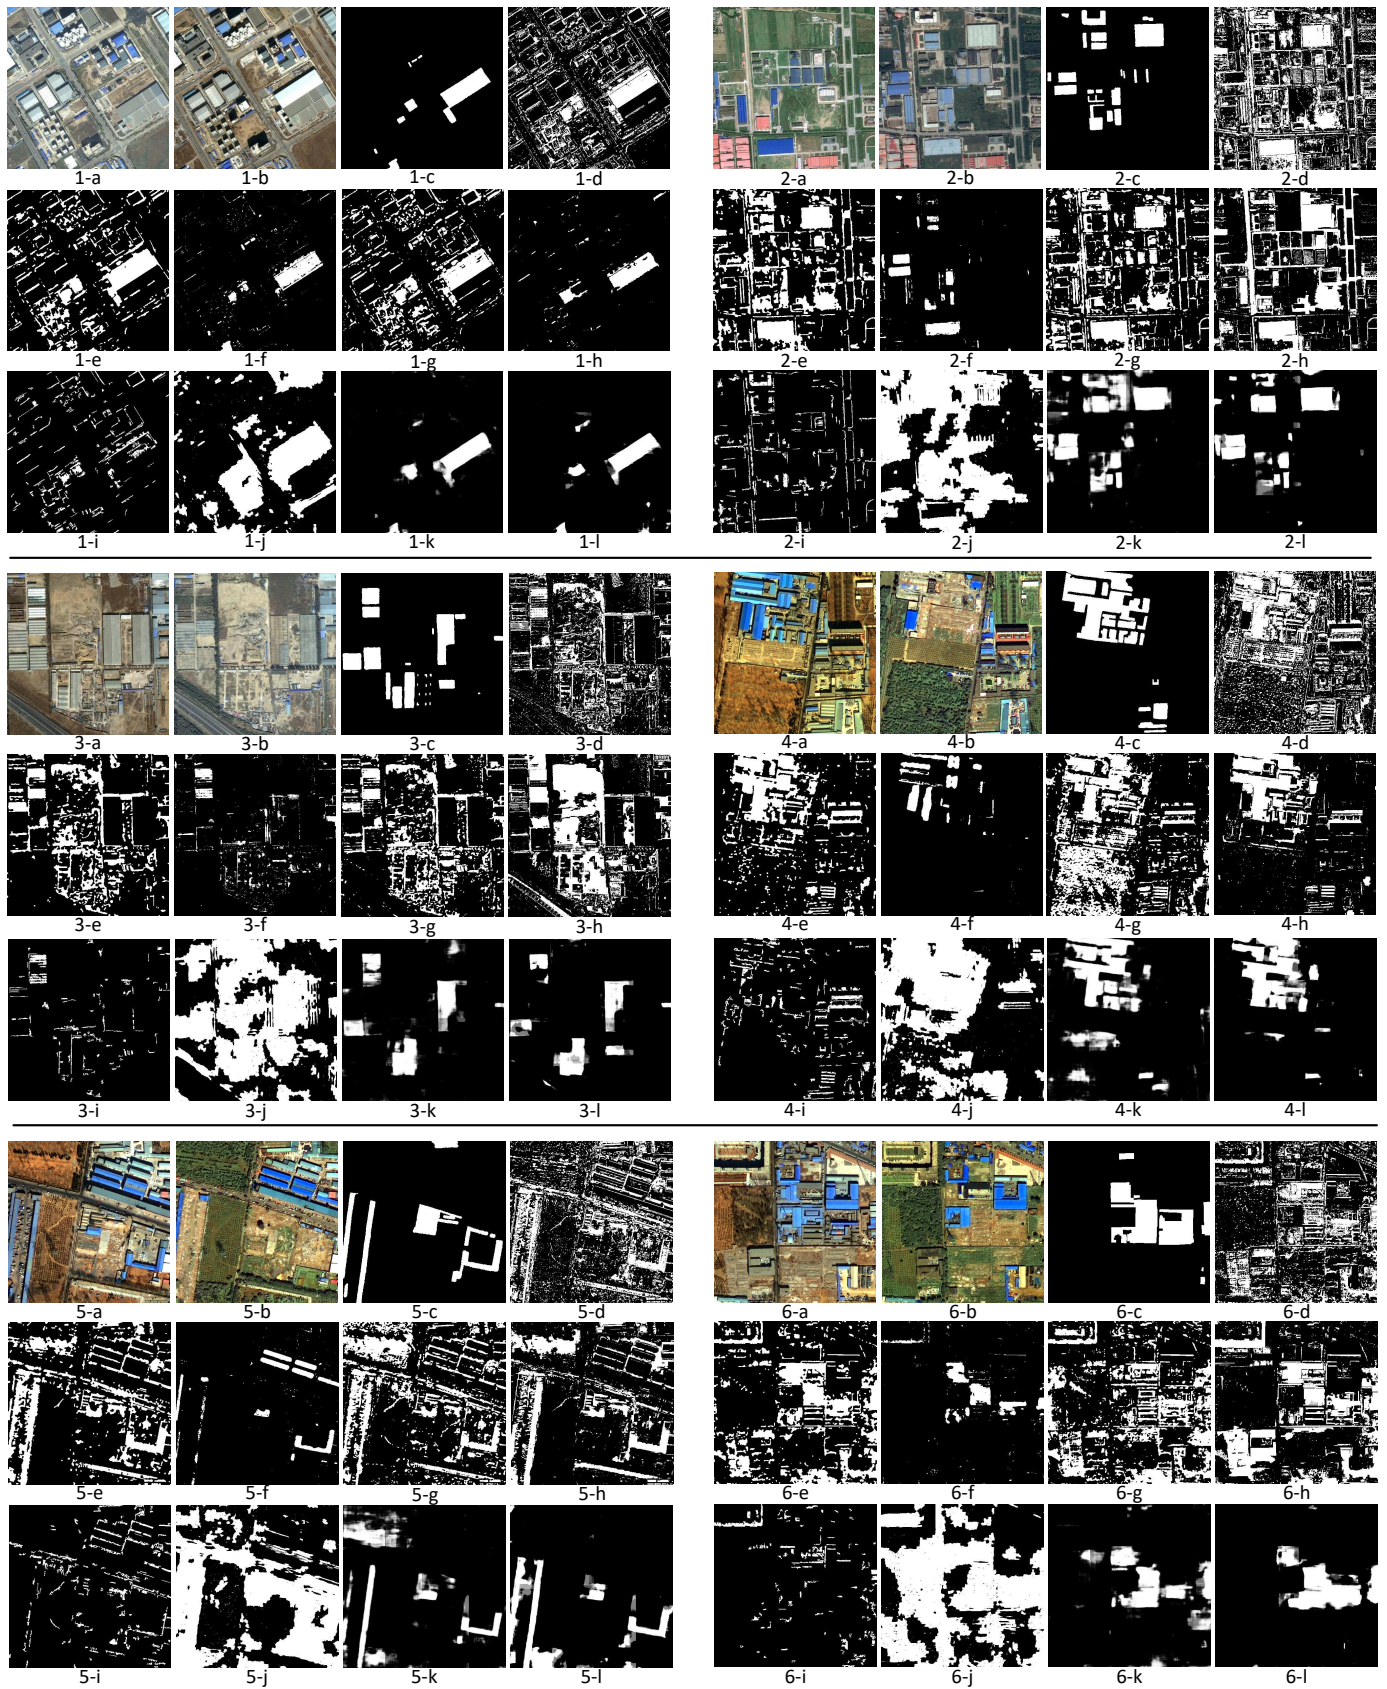 1-a 1-b 1-c 1-d 2-a 2-b 2-c 2-d
1-e 1-f 1-g 1-h 2-e 2-f 2-g 2-h
1-i 1-j 1-k 1-l 2-i 2-j 2-k 2-l
3-a 3-b 3-c 3-d 4-a 4-b 4-c 4-d
3-e 3-f 3-g 3-h 4-e 4-f 4-g 4-h
3-i 3-j 3-k 3-l 4-i 4-j 4-k 4-l
5-a 5-b 5-c 5-d 6-a 6-b 6-c 6-d
5-e 5-f 5-g 5-h 6-e 6-f 6-g 6-h
5-i 5-j 5-k 5-l 6-i 6-j 6-k 6-l